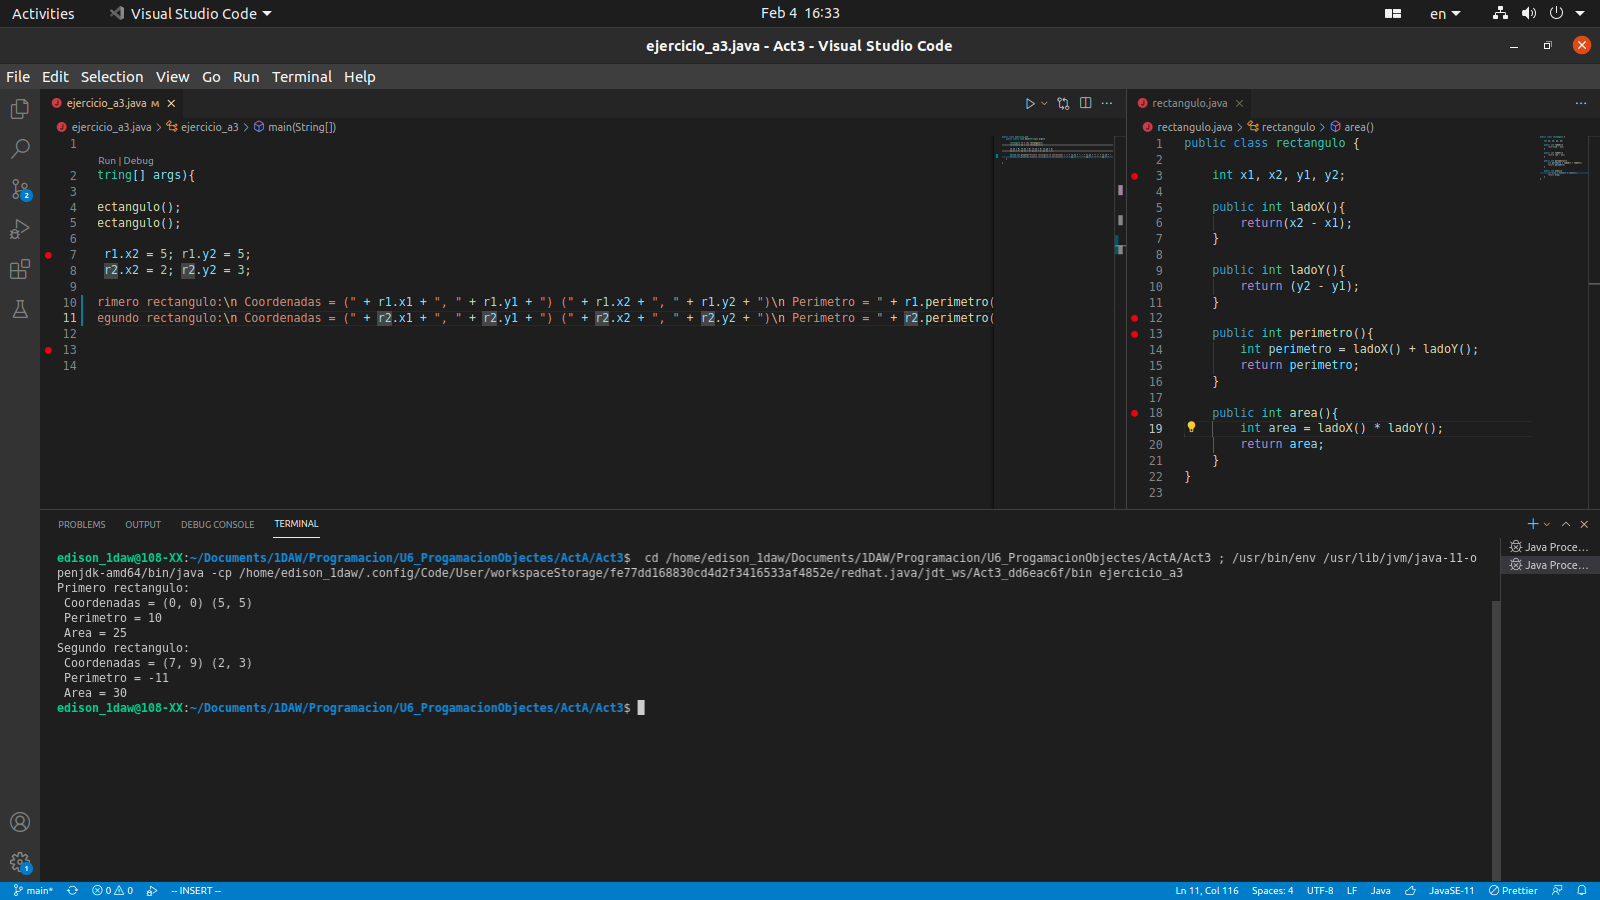 Activities Visual Studio Code Feb 4 16:33 en
ejercicio_a3.java - Act3 - Visual Studio Code
File Edit Selection View Go Run Terminal Help
ejercicio_a3.java M
ejercicio_a3.java > ejercicio_a3 > main(String[])
1
Run | Debug
2 tring[] args){
3
4 ectangulo();
5 ectangulo();
6
7 r1.x2 = 5; r1.y2 = 5;
8 r2.x2 = 2; r2.y2 = 3;
9
10 rimero rectangulo:\n Coordenadas = (" + r1.x1 + ", " + r1.y1 + ") (" + r1.x2 + ", " + r1.y2 + ")\n Perimetro = " + r1.perimetro(
11 egundo rectangulo:\n Coordenadas = (" + r2.x1 + ", " + r2.y1 + ") (" + r2.x2 + ", " + r2.y2 + ")\n Perimetro = " + r2.perimetro(
12
13
14
rectangulo.java
rectangulo.java > rectangulo > area()
1 public class rectangulo {
2
3 int x1, x2, y1, y2;
4
5 public int ladoX(){
6 return(x2 - x1);
7 }
8
9 public int ladoY(){
10 return (y2 - y1);
11 }
12
13 public int perimetro(){
14 int perimetro = ladoX() + ladoY();
15 return perimetro;
16 }
17
18 public int area(){
19 int area = ladoX() * ladoY();
20 return area;
21 }
22 }
23
PROBLEMS OUTPUT DEBUG CONSOLE TERMINAL
edison_1daw@108-XX:~/Documents/1DAW/Programacion/U6_ProgamacionObjectes/ActA/Act3$ cd /home/edison_1daw/Documents/1DAW/Programacion/U6_ProgamacionObjectes/ActA/Act3 ; /usr/bin/env /usr/lib/jvm/java-11-o
penjdk-amd64/bin/java -cp /home/edison_1daw/.config/Code/User/workspaceStorage/fe77dd168830cd4d2f3416533af4852e/redhat.java/jdt_ws/Act3_dd6eac6f/bin ejercicio_a3
Primero rectangulo:
Coordenadas = (0, 0) (5, 5)
Perimetro = 10
Area = 25
Segundo rectangulo:
Coordenadas = (7, 9) (2, 3)
Perimetro = -11
Area = 30
edison_1daw@108-XX:~/Documents/1DAW/Programacion/U6_ProgamacionObjectes/ActA/Act3$
Java Proce...
Java Proce...
2
1
main* 0 0 -- INSERT -- Ln 11, Col 116 Spaces: 4 UTF-8 LF Java JavaSE-11 Prettier